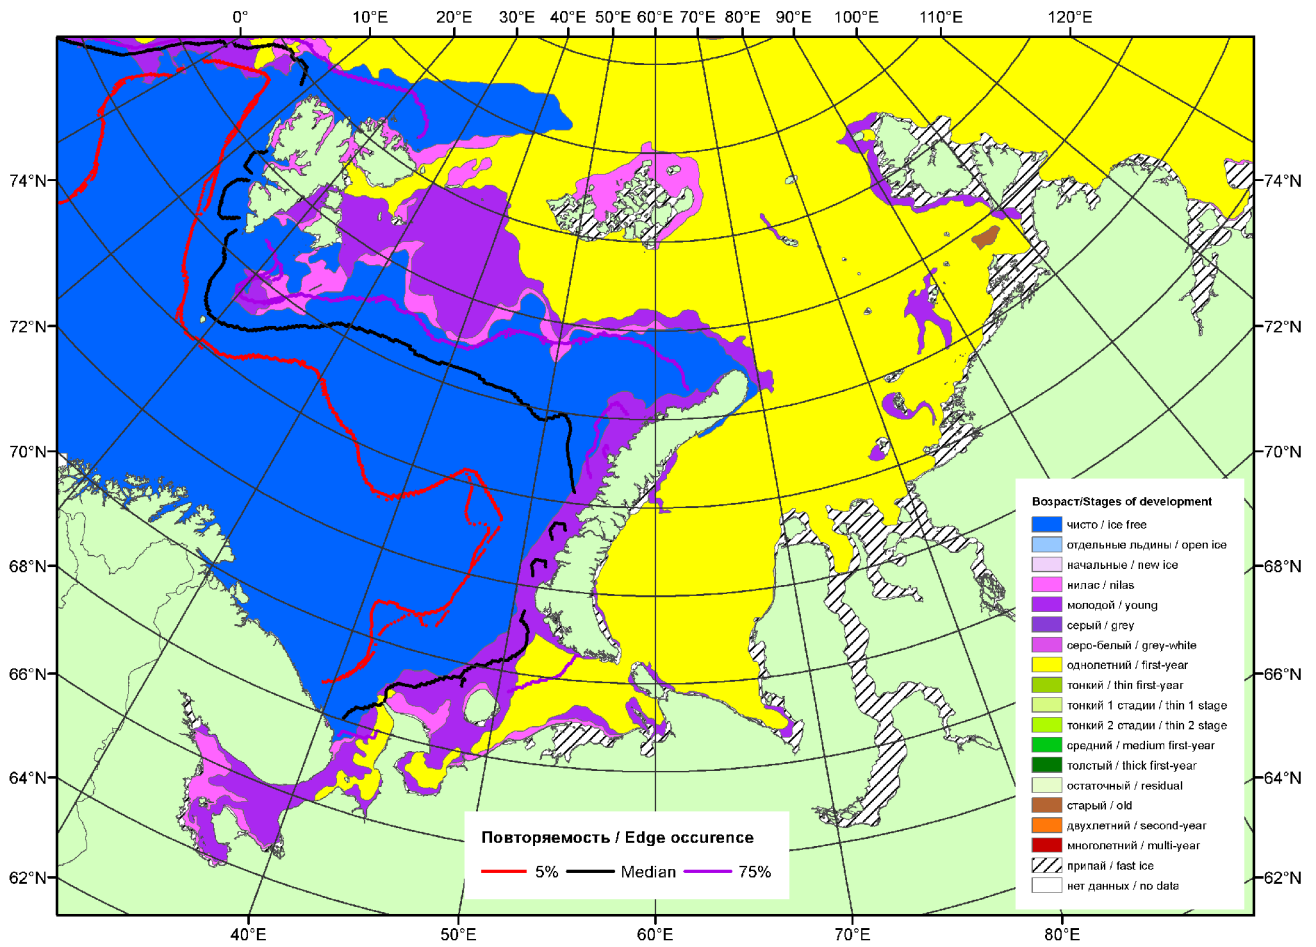 0° 10°E 20°E 30°E 40°E 50°E 60°E 70°E 80°E 90°E 100°E 110°E 120°E
74°N 74°N
72°N 72°N
70°N 70°N
68°N 68°N
66°N 66°N
64°N 64°N
62°N 62°N
Возраст/Stages of development
чисто / ice free
отдельные льдины / open ice
начальные / new ice
нилас / nilas
молодой / young
серый / grey
серо-белый / grey-white
однолетний / first-year
тонкий / thin first-year
тонкий 1 стадии / thin 1 stage
тонкий 2 стадии / thin 2 stage
средний / medium first-year
толстый / thick first-year
остаточный / residual
старый / old
двухлетний / second-year
многолетний / multi-year
припай / fast ice
нет данных / no data
Повторяемость / Edge occurence
5% Median 75%
40°E 50°E 60°E 70°E 80°E